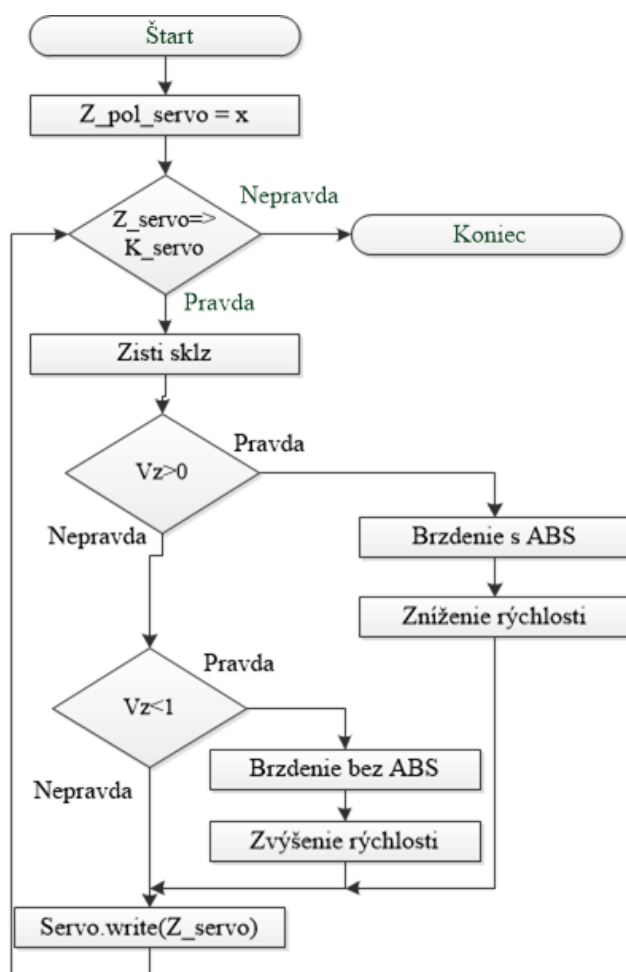 Štart
Z_pol_servo = x
Z_servo=>
K_servo
Nepravda
Koniec
Pravda
Zisti sklz
Vz>0
Pravda
Nepravda
Brzdenie s ABS
Zníženie rýchlosti
Vz<1
Pravda
Nepravda
Brzdenie bez ABS
Zvýšenie rýchlosti
Servo.write(Z_servo)